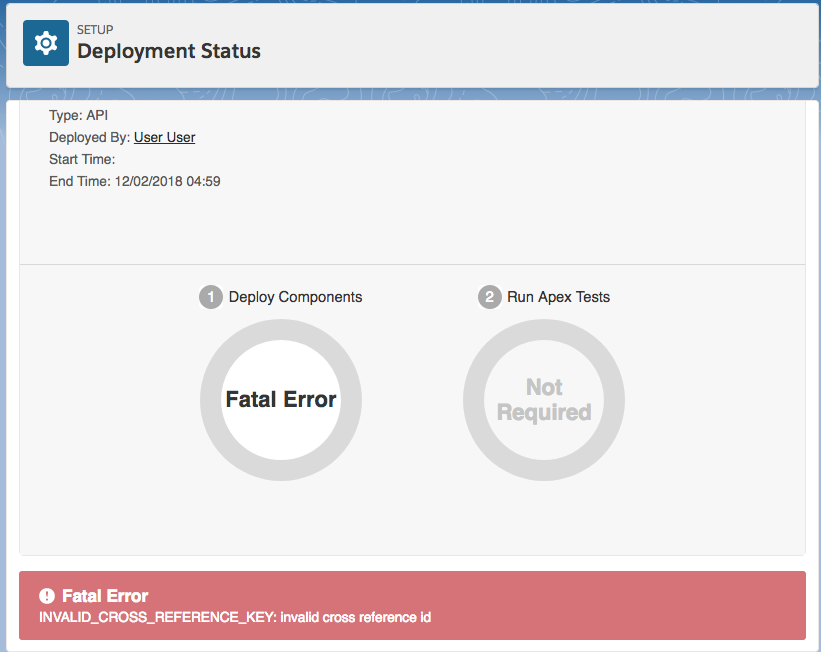 SETUP
Deployment Status
Type: API
Deployed By: User User
Start Time:
End Time: 12/02/2018 04:59
1 Deploy Components
2 Run Apex Tests
Fatal Error
Not
Required
Fatal Error
INVALID_CROSS_REFERENCE_KEY: invalid cross reference id